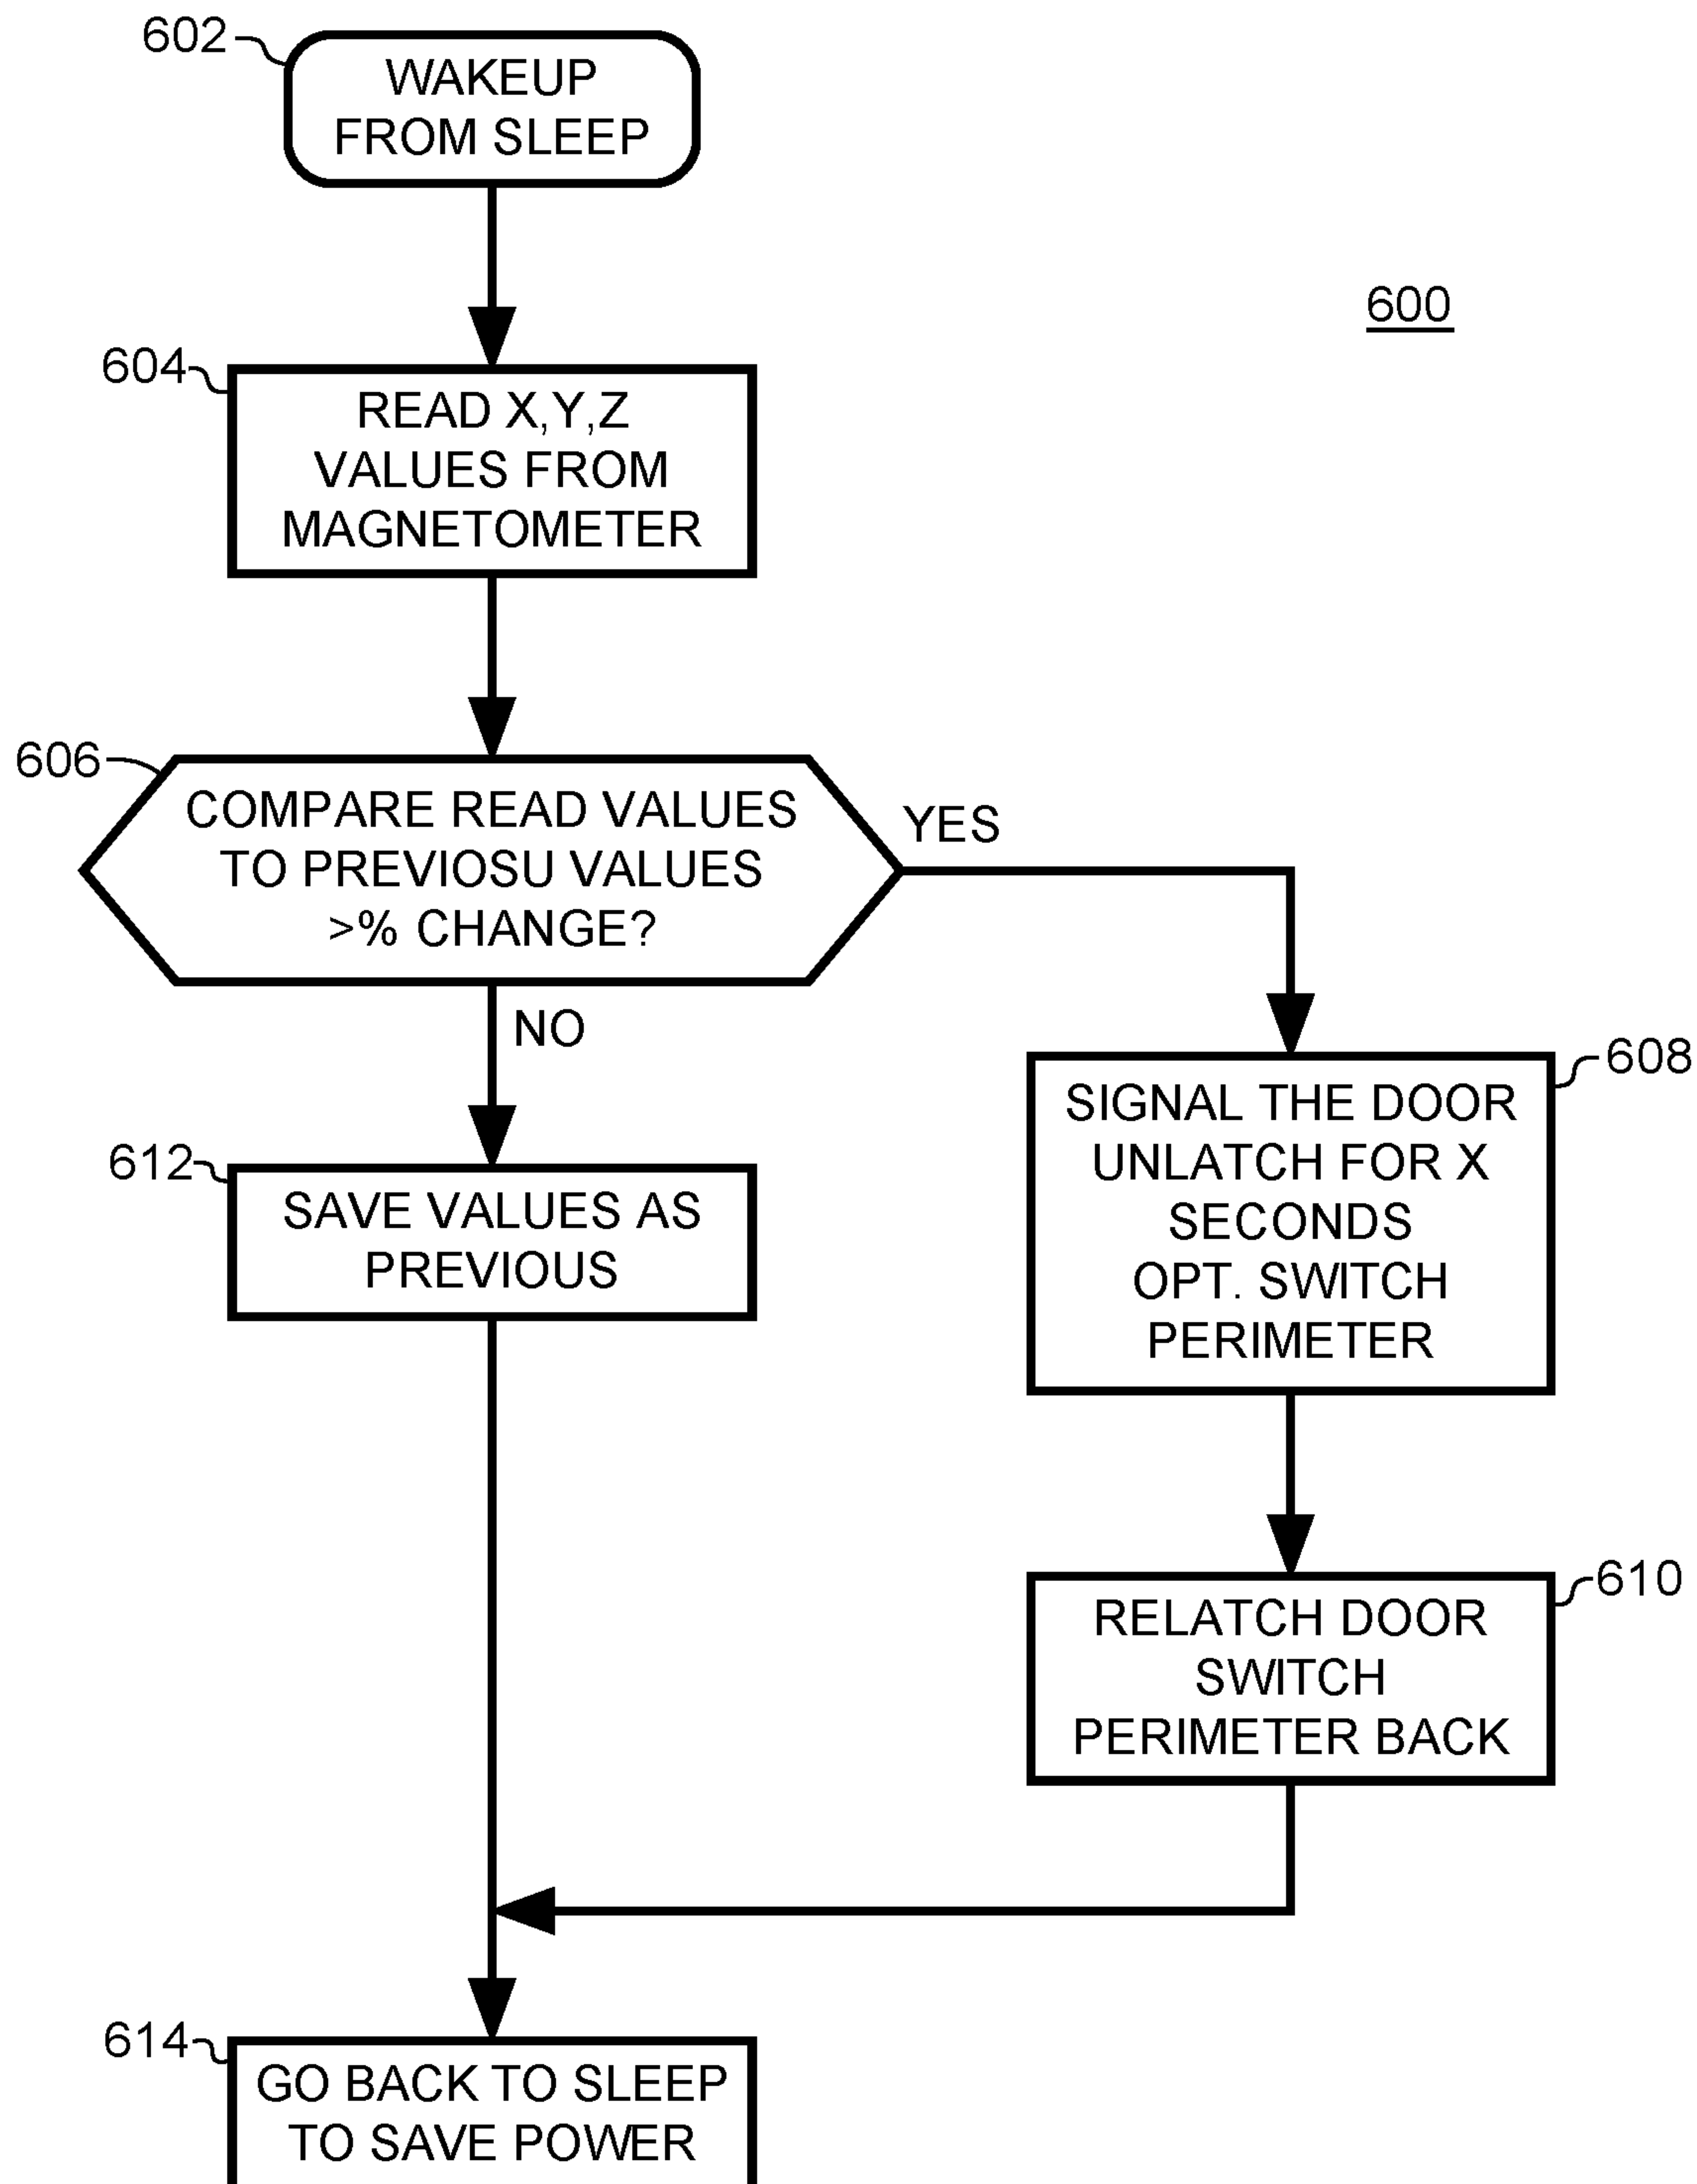 602
WAKEUP
FROM SLEEP
600
604
READ X,Y,Z
VALUES FROM
MAGNETOMETER
606
COMPARE READ VALUES
TO PREVIOSU VALUES
>% CHANGE?
YES
NO
608
SIGNAL THE DOOR
UNLATCH FOR X
SECONDS
OPT. SWITCH
PERIMETER
612
SAVE VALUES AS
PREVIOUS
610
RELATCH DOOR
SWITCH
PERIMETER BACK
614
GO BACK TO SLEEP
TO SAVE POWER